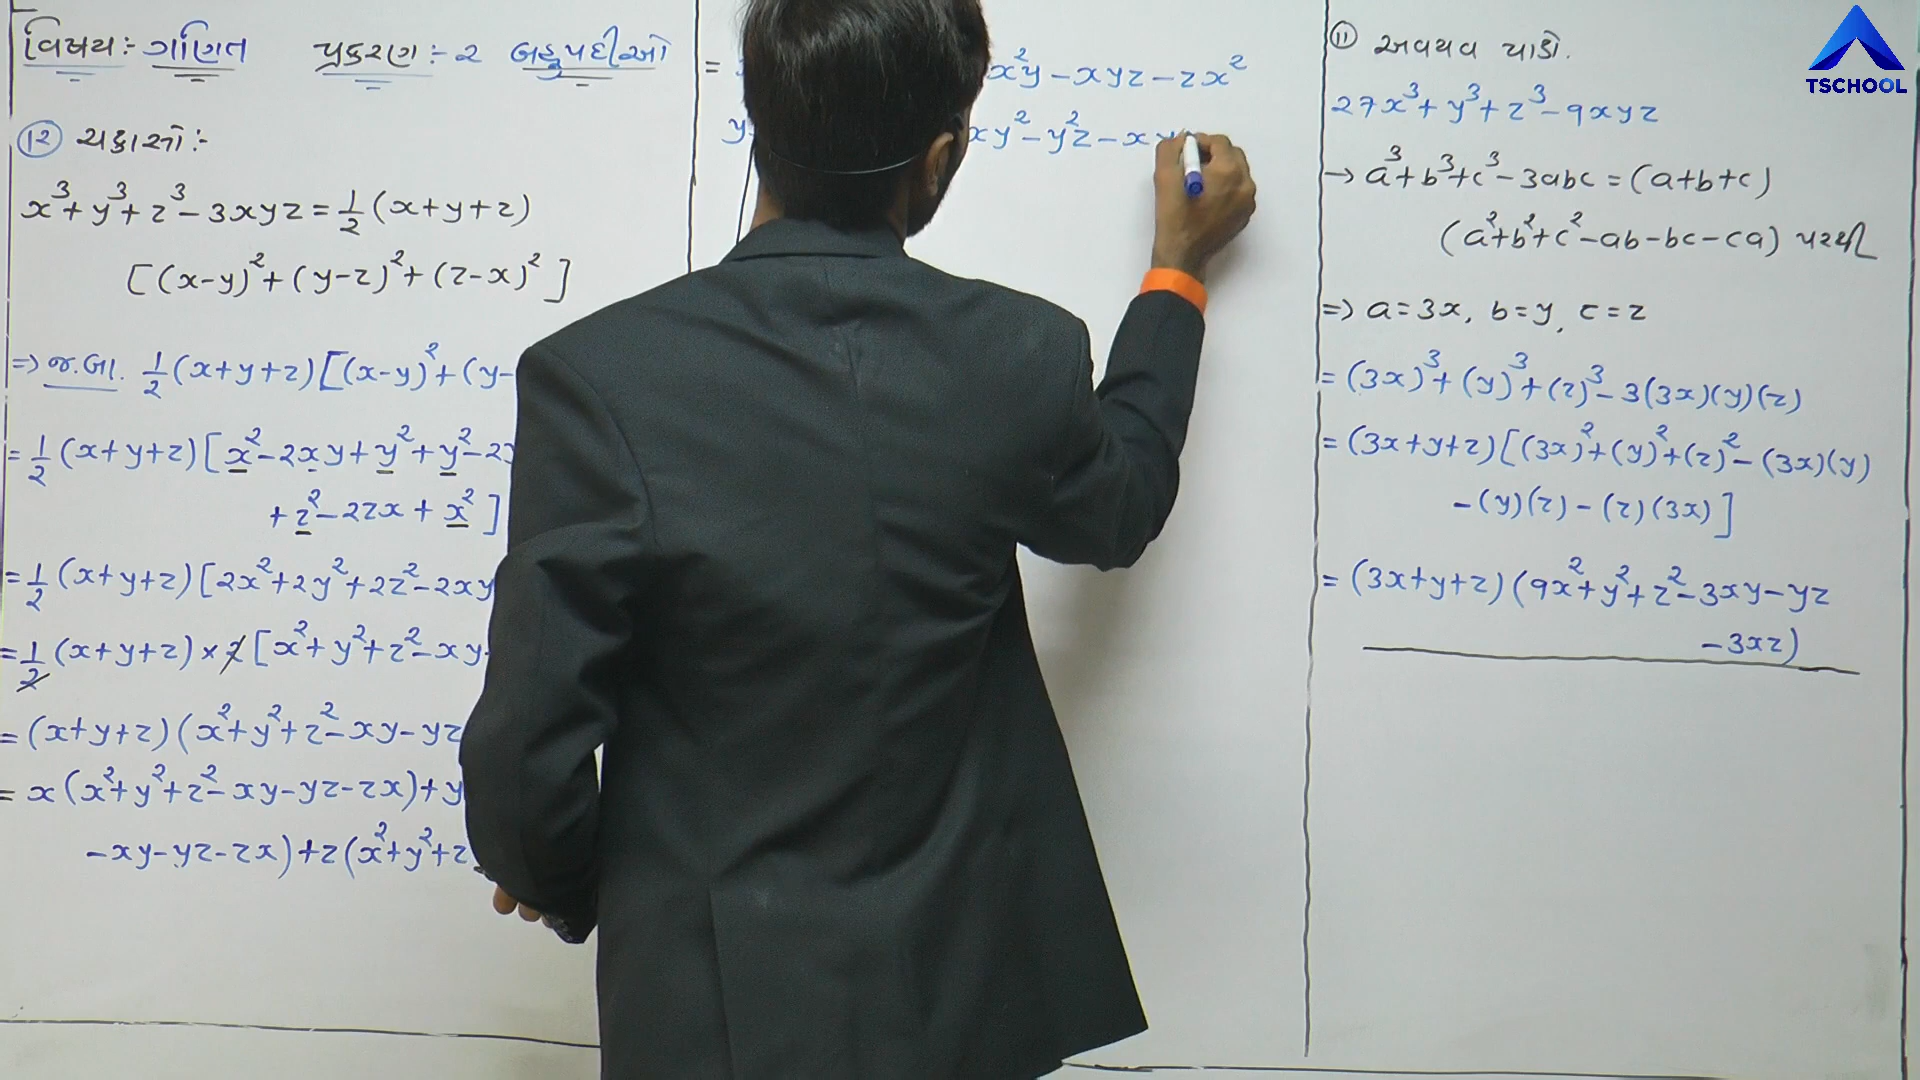 વિષય:- ગણિત પ્રકરણ:- ૨ બહુપદીઓ
(૧૨) ચકાસો:-
x³+y³+z³-3xyz=1/2(x+y+z)
[(x-y)²+(y-z)²+(z-x)²]
=> જ.બા. 1/2(x+y+z)[(x-y)²+(y-
=1/2(x+y+z)[x²-2xy+y²+y²-2
+z²-2zx+x²]
=1/2(x+y+z)[2x²+2y²+2z²-2xy
=1/2(x+y+z)×2[x²+y²+z²-xy
=(x+y+z)(x²+y²+z²-xy-yz
=x(x²+y²+z²-xy-yz-zx)+y
-xy-yz-zx)+z(x²+y²+z
=
x²y-xyz-zx²
y
xy²-y²z-xy
(11) અવયવ પાડો.
27x³+y³+z³-9xyz
→a³+b³+c³-3abc=(a+b+c)
(a²+b²+c²-ab-bc-ca) પરથી
=> a=3x, b=y, c=z
=(3x)³+(y)³+(z)³-3(3x)(y)(z)
=(3x+y+z)[(3x)²+(y)²+(z)²-(3x)(y)
-(y)(z)-(z)(3x)]
=(3x+y+z)(9x²+y²+z²-3xy-yz
-3xz)
TSCHOOL